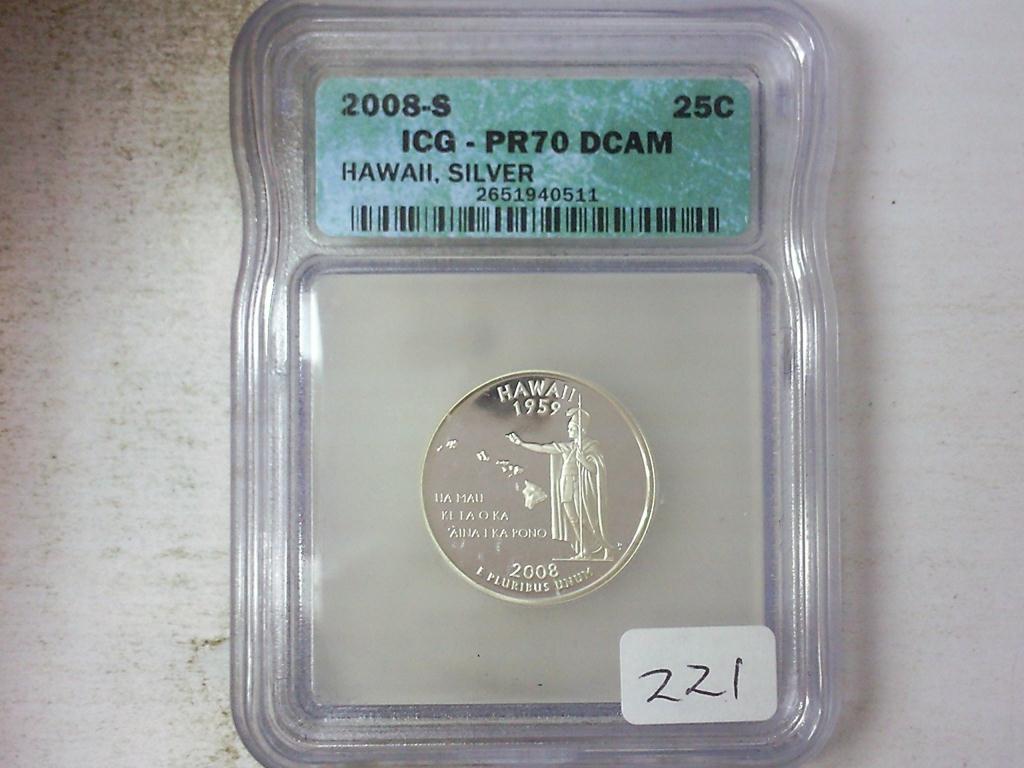 2008-S 25C
ICG - PR70 DCAM
HAWAII, SILVER
2651940511
HAWAII
1959
UA MAU
KE EA O KA
ʻAINA I KA PONO
2008
E PLURIBUS UNUM
221